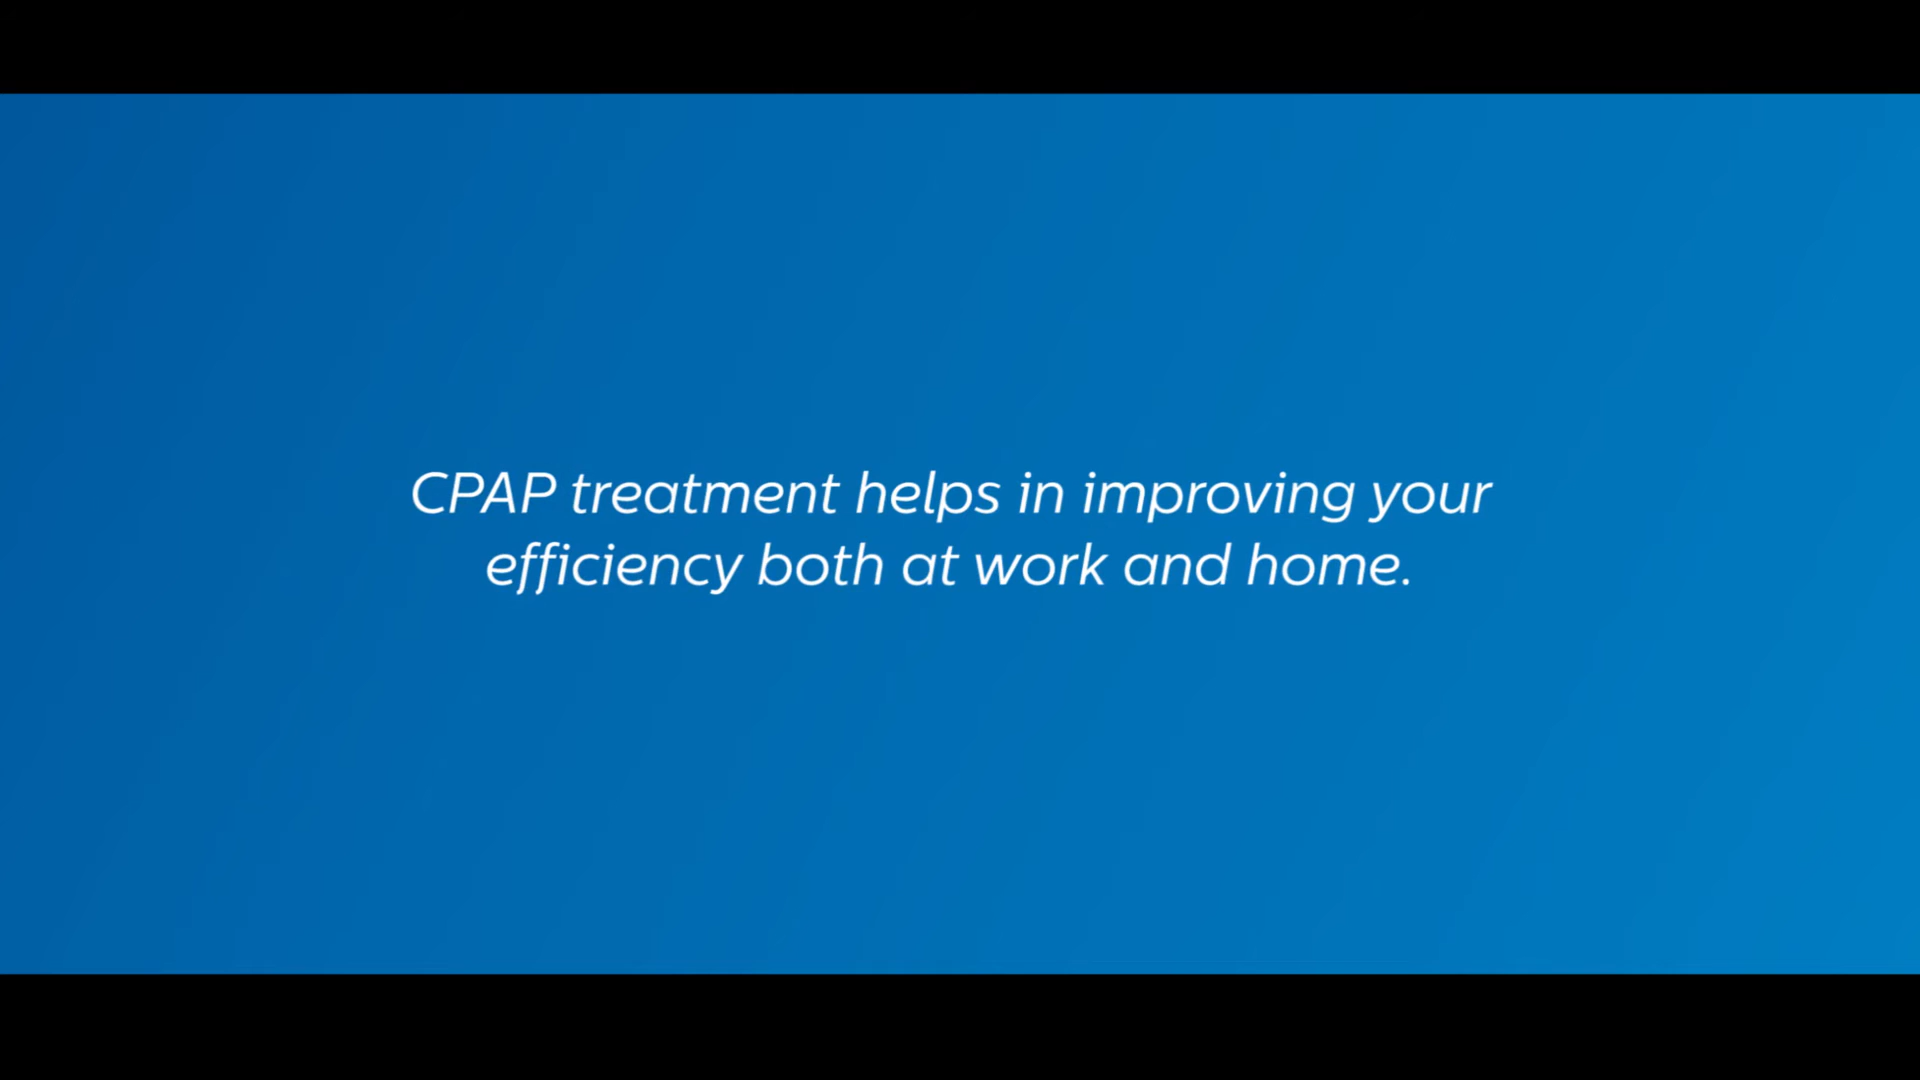 CPAP treatment helps in improving your
efficiency both at work and home.